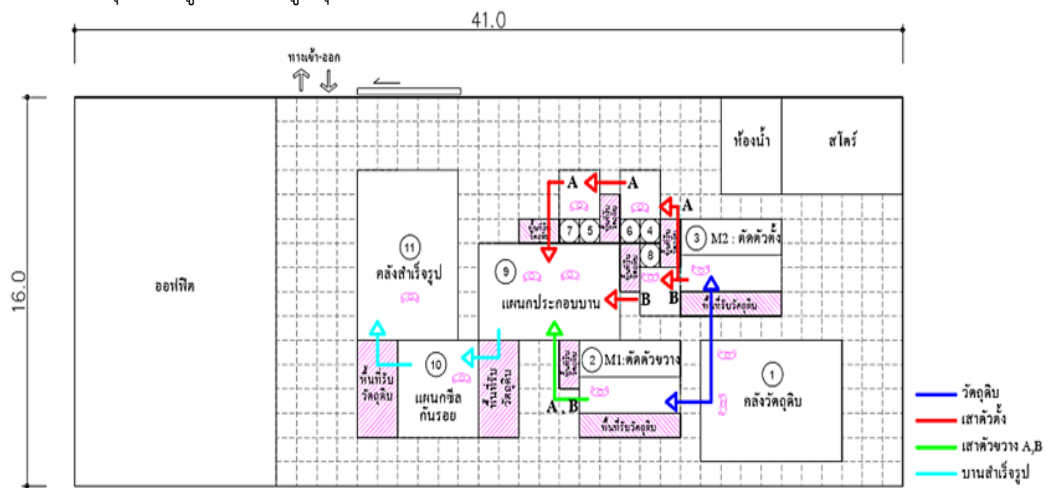 41.0
ทางเข้า-ออก
16.0
ออฟฟิต
ห้องน้ำ
สโตร์
A
A
A
7
5
6
4
8
3 M2 : ตัดตัวตั้ง
พื้นที่รับวัตถุดิบ
11
คลังสำเร็จรูป
9
แผนกประกอบบาน
B
B
2 M1:ตัดตัวขวาง
A , B
พื้นที่รับวัตถุดิบ
1
คลังวัตถุดิบ
พื้นที่รับ
วัตถุดิบ
10
แผนกซีล
กันรอย
พื้นที่รับ
วัตถุดิบ
วัตถุดิบ
เสาตัวตั้ง
เสาตัวขวาง A,B
บานสำเร็จรูป